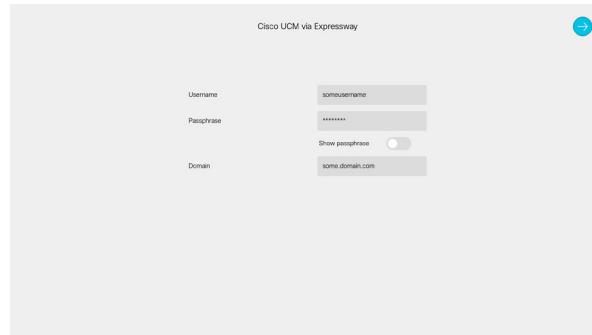 Cisco UCM via Expressway
Username someusername
Passphrase ********
Show passphrase
Domain some.domain.com